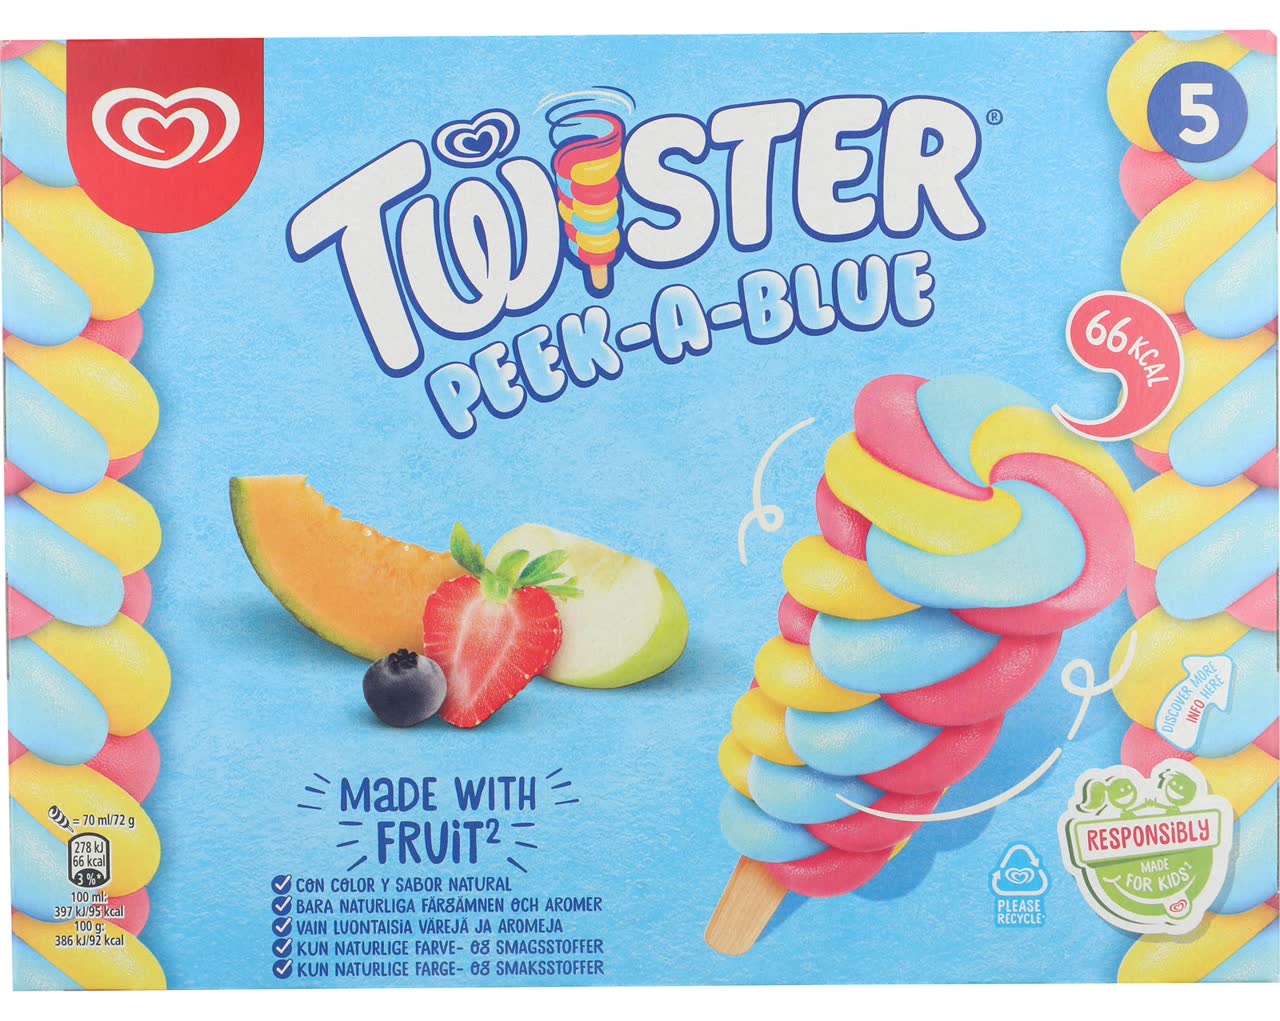 5
TWISTER®
PEEK-A-BLUE
66 KCAL
DISCOVER MORE
INFO HERE
MADE WITH
FRUIT²
CON COLOR Y SABOR NATURAL
BARA NATURLIGA FÄRGÄMNEN OCH AROMER
VAIN LUONTAISIA VÄREJÄ JA AROMEJA
KUN NATURLIGE FARVE- OG SMAGSSTOFFER
KUN NATURLIGE FARGE- OG SMAKSSTOFFER
= 70 ml/72 g
278 kJ
66 kcal
3 %*
100 ml:
397 kJ/95 kcal
100 g:
386 kJ/92 kcal
PLEASE
RECYCLE
RESPONSIBLY
MADE
FOR KIDS¹